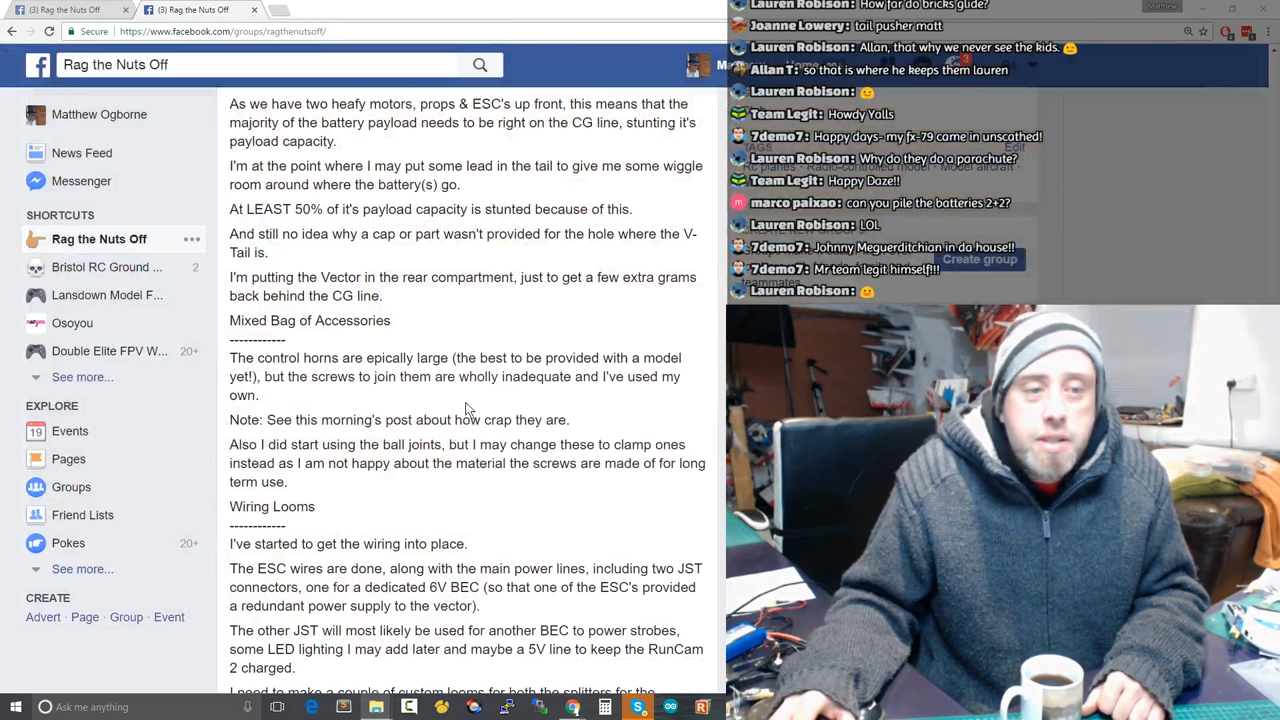 (3) Rag the Nuts Off
(3) Rag the Nuts Off
Secure https://www.facebook.com/groups/ragthenutsoff/
Rag the Nuts Off
Matthew Ogborne
News Feed
Messenger
SHORTCUTS
Rag the Nuts Off
Bristol RC Ground ... 2
Lansdown Model F...
Osoyou
Double Elite FPV W... 20+
See more...
EXPLORE
Events
Pages
Groups
Friend Lists
Pokes 20+
See more...
CREATE
Advert · Page · Group · Event
As we have two heafy motors, props & ESC's up front, this means that the
majority of the battery payload needs to be right on the CG line, stunting it's
payload capacity.
I'm at the point where I may put some lead in the tail to give me some wiggle
room around where the battery(s) go.
At LEAST 50% of it's payload capacity is stunted because of this.
And still no idea why a cap or part wasn't provided for the hole where the V-
Tail is.
I'm putting the Vector in the rear compartment, just to get a few extra grams
back behind the CG line.
Mixed Bag of Accessories
------------
The control horns are epically large (the best to be provided with a model
yet!), but the screws to join them are wholly inadequate and I've used my
own.
Note: See this morning's post about how crap they are.
Also I did start using the ball joints, but I may change these to clamp ones
instead as I am not happy about the material the screws are made of for long
term use.
Wiring Looms
------------
I've started to get the wiring into place.
The ESC wires are done, along with the main power lines, including two JST
connectors, one for a dedicated 6V BEC (so that one of the ESC's provided
a redundant power supply to the vector).
The other JST will most likely be used for another BEC to power strobes,
some LED lighting I may add later and maybe a 5V line to keep the RunCam
2 charged.
I need to make a couple of custom looms for both the splitters for the
Lauren Robison: How far do bricks glide?
Joanne Lowery: tail pusher matt
Lauren Robison: Allan, that why we never see the kids.
Allan T: so that is where he keeps them lauren
Lauren Robison:
Team Legit: Howdy Yalls
7demo7: Happy days- my fx-79 came in unscathed!
Lauren Robison: Why do they do a parachute?
Team Legit: Happy Daze!!
marco paixao: can you pile the batteries 2+2?
Lauren Robison: LOL
7demo7: Johnny Meguerditchian in da house!!
7demo7: Mr team legit himself!!!
Lauren Robison:
Edit
Create group
Ask me anything